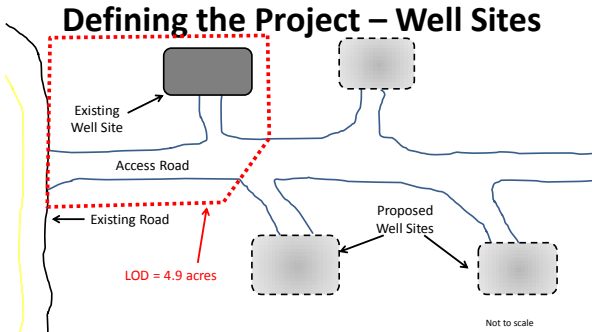 Defining the Project – Well Sites
Existing
Well Site
Access Road
Existing Road
Proposed
Well Sites
LOD = 4.9 acres
Not to scale